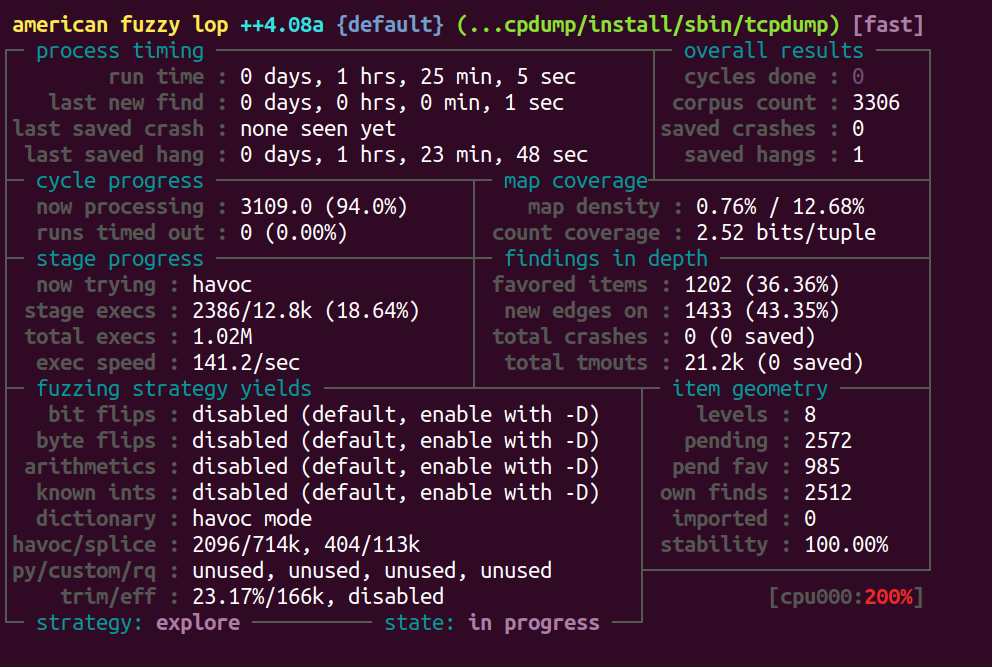 american fuzzy lop ++4.08a {default} (...cpdump/install/sbin/tcpdump) [fast]
process timing overall results
run time : 0 days, 1 hrs, 25 min, 5 sec cycles done : 0
last new find : 0 days, 0 hrs, 0 min, 1 sec corpus count : 3306
last saved crash : none seen yet saved crashes : 0
last saved hang : 0 days, 1 hrs, 23 min, 48 sec saved hangs : 1
cycle progress map coverage
now processing : 3109.0 (94.0%) map density : 0.76% / 12.68%
runs timed out : 0 (0.00%) count coverage : 2.52 bits/tuple
stage progress findings in depth
now trying : havoc favored items : 1202 (36.36%)
stage execs : 2386/12.8k (18.64%) new edges on : 1433 (43.35%)
total execs : 1.02M total crashes : 0 (0 saved)
exec speed : 141.2/sec total tmouts : 21.2k (0 saved)
fuzzing strategy yields item geometry
bit flips : disabled (default, enable with -D) levels : 8
byte flips : disabled (default, enable with -D) pending : 2572
arithmetics : disabled (default, enable with -D) pend fav : 985
known ints : disabled (default, enable with -D) own finds : 2512
dictionary : havoc mode imported : 0
havoc/splice : 2096/714k, 404/113k stability : 100.00%
py/custom/rq : unused, unused, unused, unused
trim/eff : 23.17%/166k, disabled [cpu000:200%]
strategy: explore state: in progress